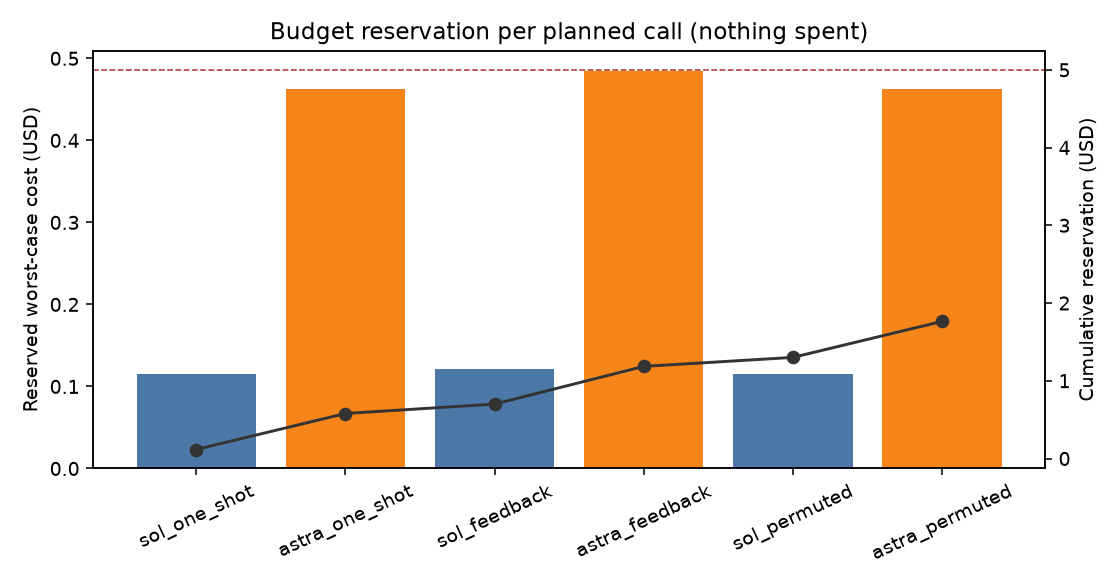 Budget reservation per planned call (nothing spent)
Reserved worst-case cost (USD)
0.5
0.4
0.3
0.2
0.1
0.0
5
4
3
2
1
0
Cumulative reservation (USD)
sol_one_shot
astra_one_shot
sol_feedback
astra_feedback
sol_permuted
astra_permuted